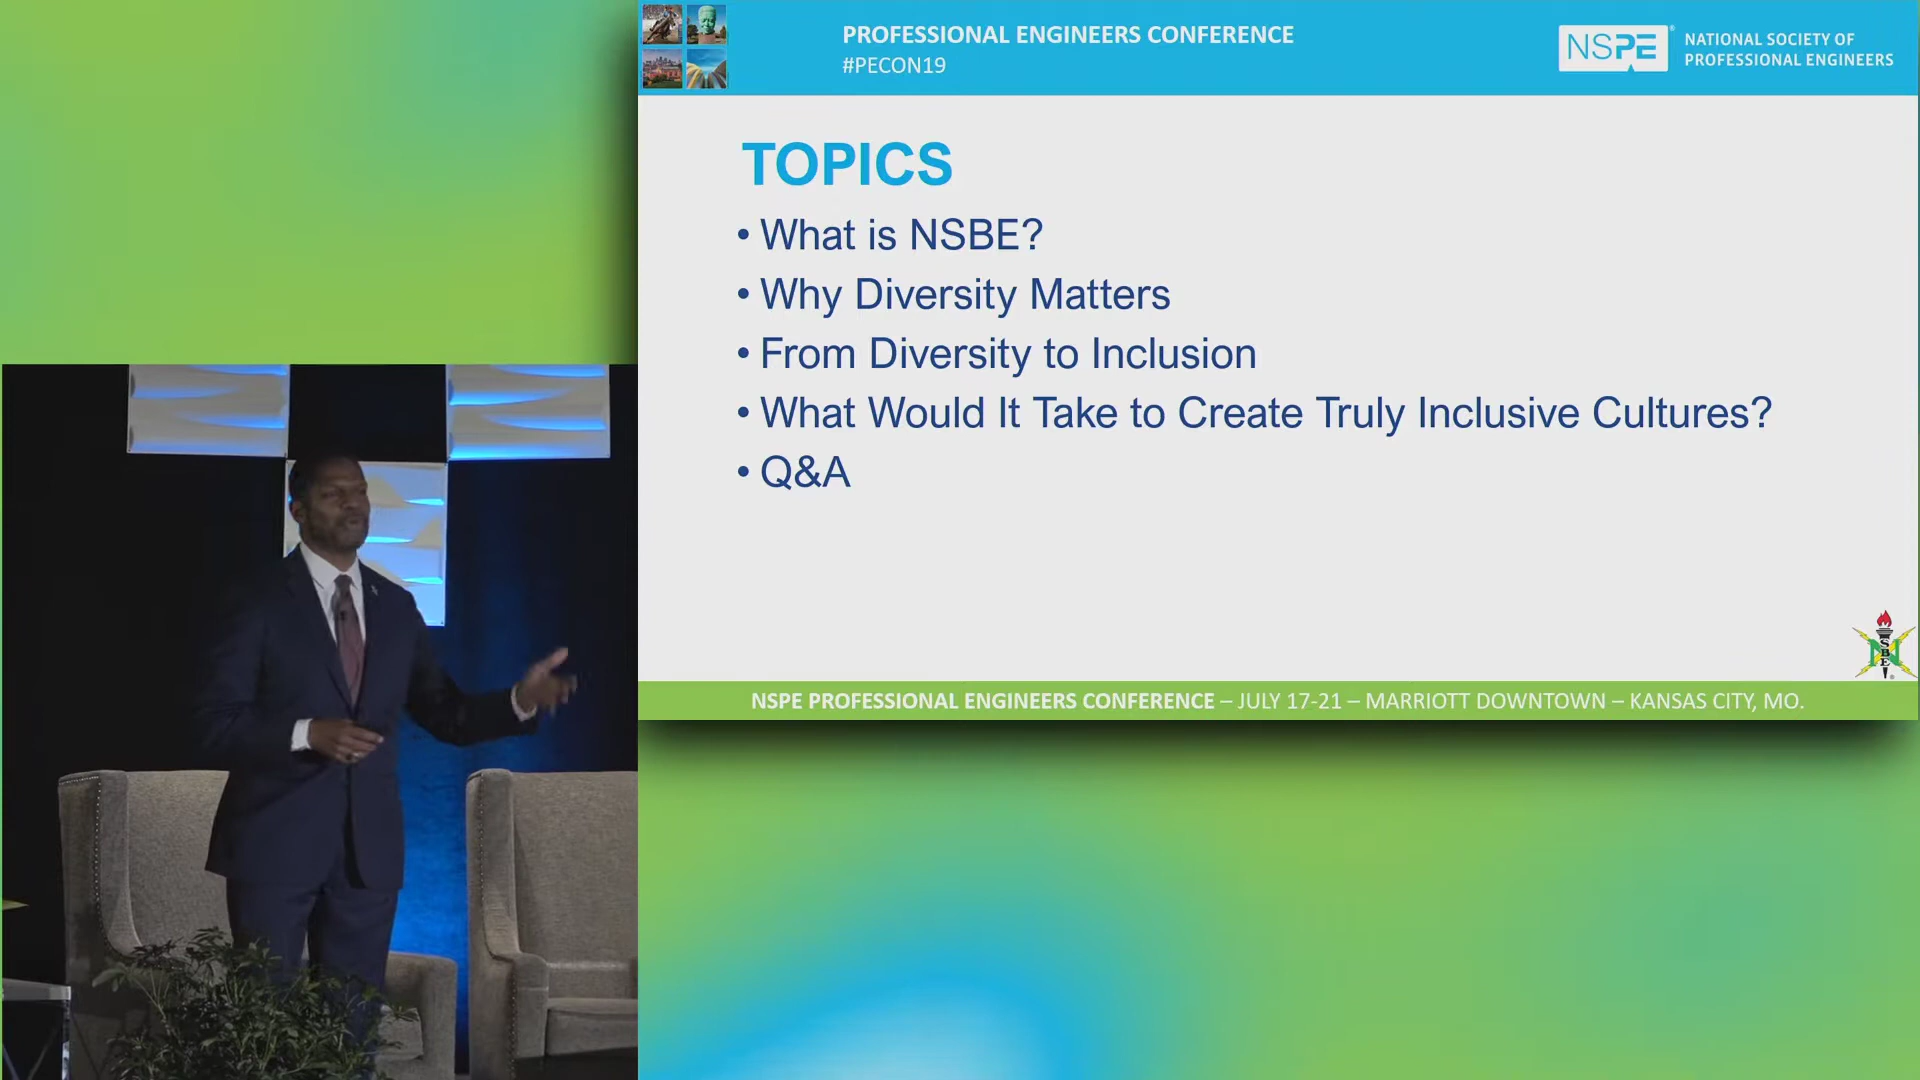 PROFESSIONAL ENGINEERS CONFERENCE
#PECON19
NSPE
NATIONAL SOCIETY OF
PROFESSIONAL ENGINEERS
TOPICS
• What is NSBE?
• Why Diversity Matters
• From Diversity to Inclusion
• What Would It Take to Create Truly Inclusive Cultures?
• Q&A
NSBE
NSPE PROFESSIONAL ENGINEERS CONFERENCE – JULY 17-21 – MARRIOTT DOWNTOWN – KANSAS CITY, MO.